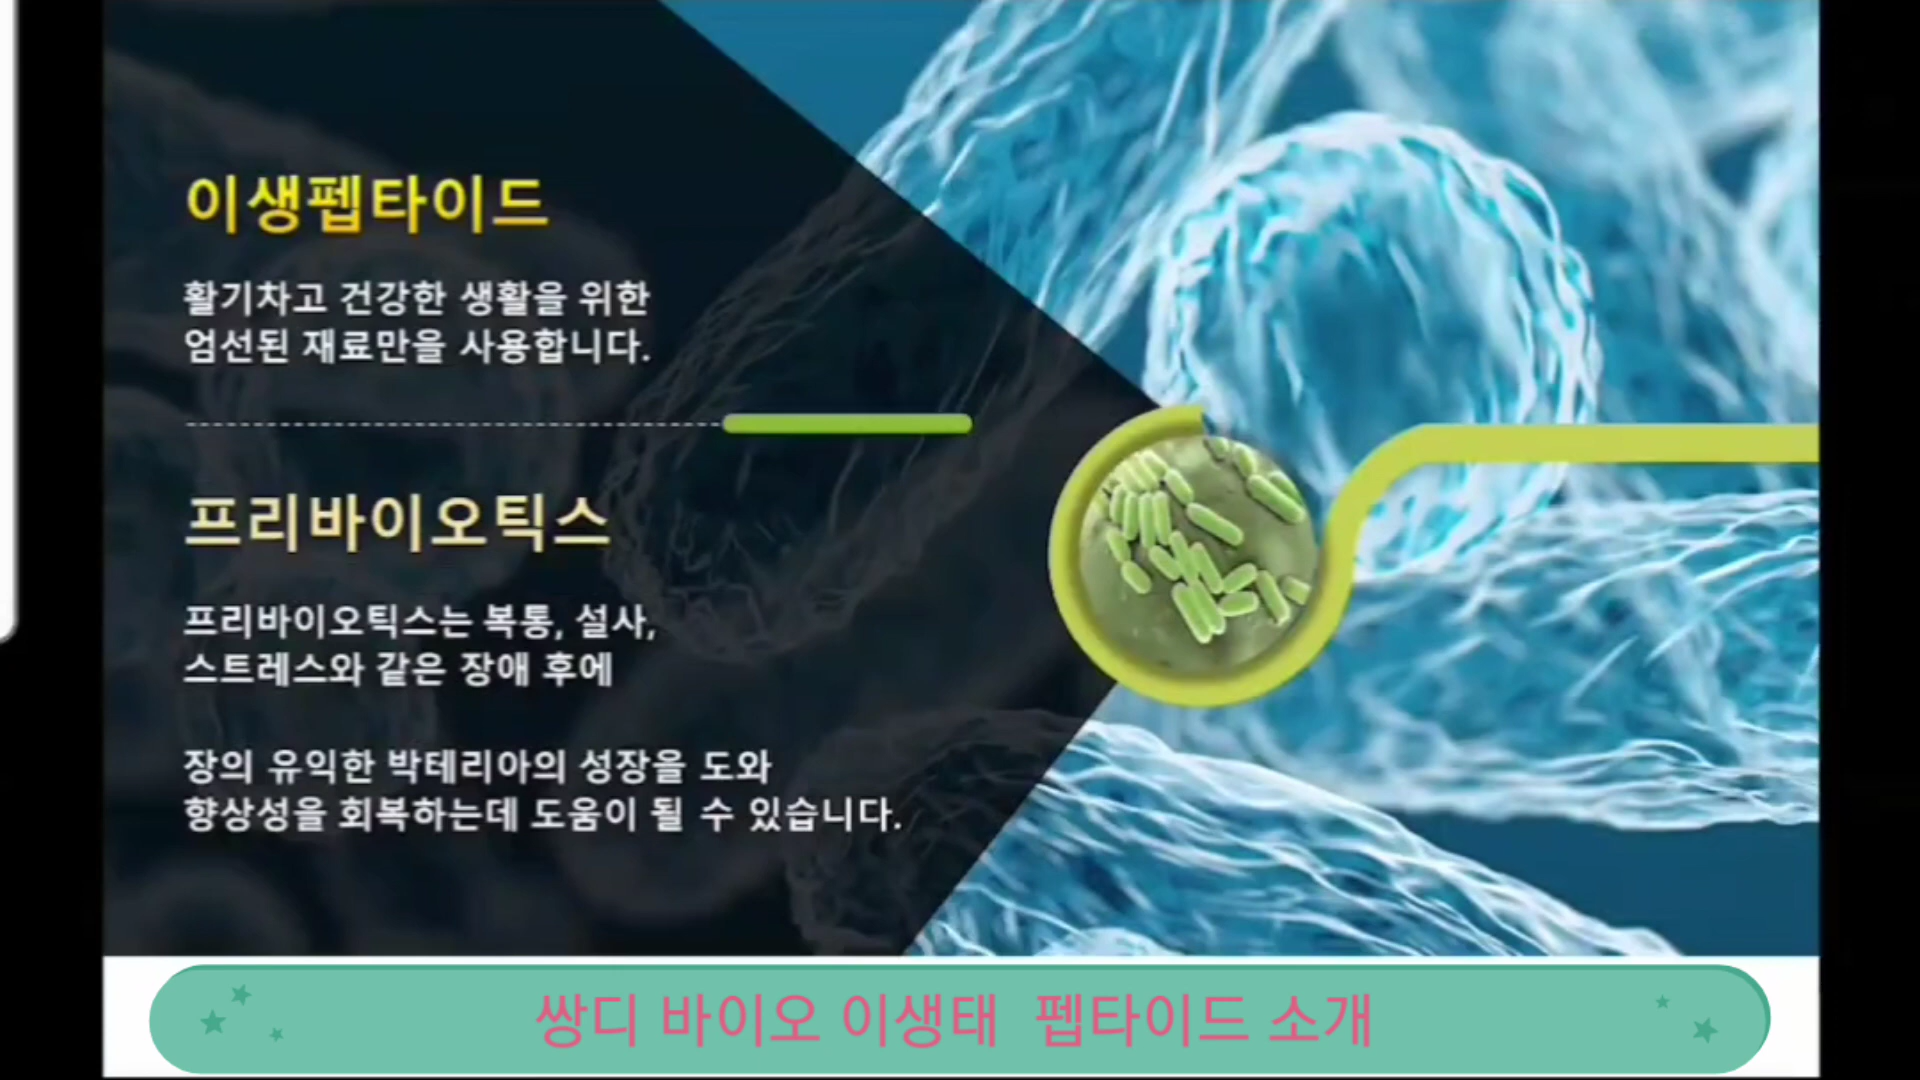 이생펩타이드
활기차고 건강한 생활을 위한
엄선된 재료만을 사용합니다.
프리바이오틱스
프리바이오틱스는 복통, 설사,
스트레스와 같은 장애 후에
장의 유익한 박테리아의 성장을 도와
향상성을 회복하는데 도움이 될 수 있습니다.
쌍디 바이오 이생태 펩타이드 소개